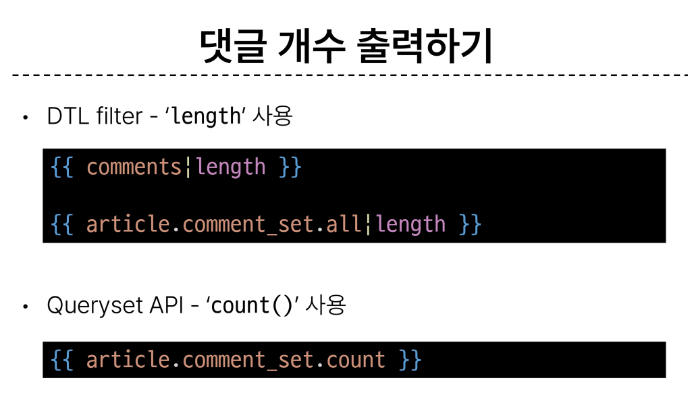 댓글 개수 출력하기
• DTL filter - ‘length’ 사용
{{ comments|length }}
{{ article.comment_set.all|length }}
• Queryset API - ‘count()’ 사용
{{ article.comment_set.count }}